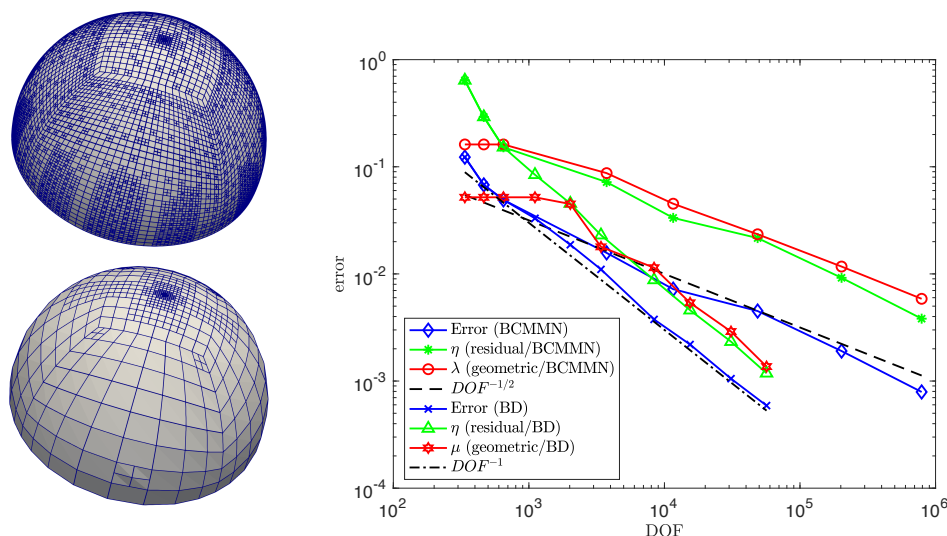 10^0
10^-1
10^-2
10^-3
10^-4
error
Error (BCMMN)
η (residual/BCMMN)
λ (geometric/BCMMN)
DOF^-1/2
Error (BD)
η (residual/BD)
μ (geometric/BD)
DOF^-1
10^2
10^3
10^4
10^5
10^6
DOF